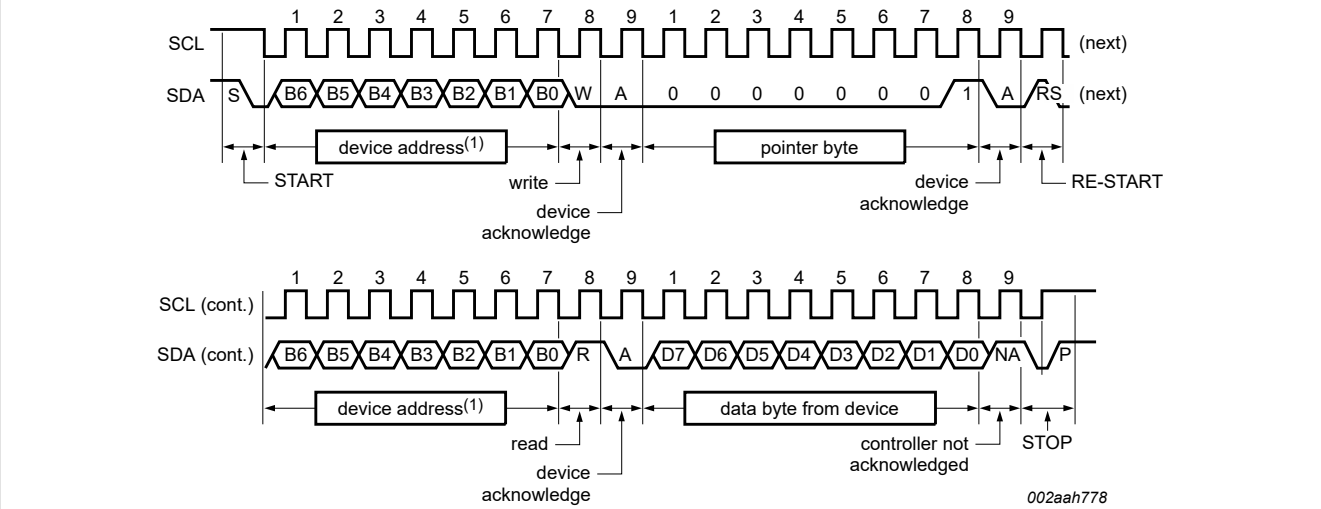 1 2 3 4 5 6 7 8 9 1 2 3 4 5 6 7 8 9
SCL (next)
SDA S B6 B5 B4 B3 B2 B1 B0 W A 0 0 0 0 0 0 0 1 A RS (next)
device address(1) pointer byte
START write device RE-START
device acknowledge
acknowledge
1 2 3 4 5 6 7 8 9 1 2 3 4 5 6 7 8 9
SCL (cont.)
SDA (cont.) B6 B5 B4 B3 B2 B1 B0 R A D7 D6 D5 D4 D3 D2 D1 D0 NA P
device address(1) data byte from device
read controller not STOP
device acknowledged
acknowledge
002aah778